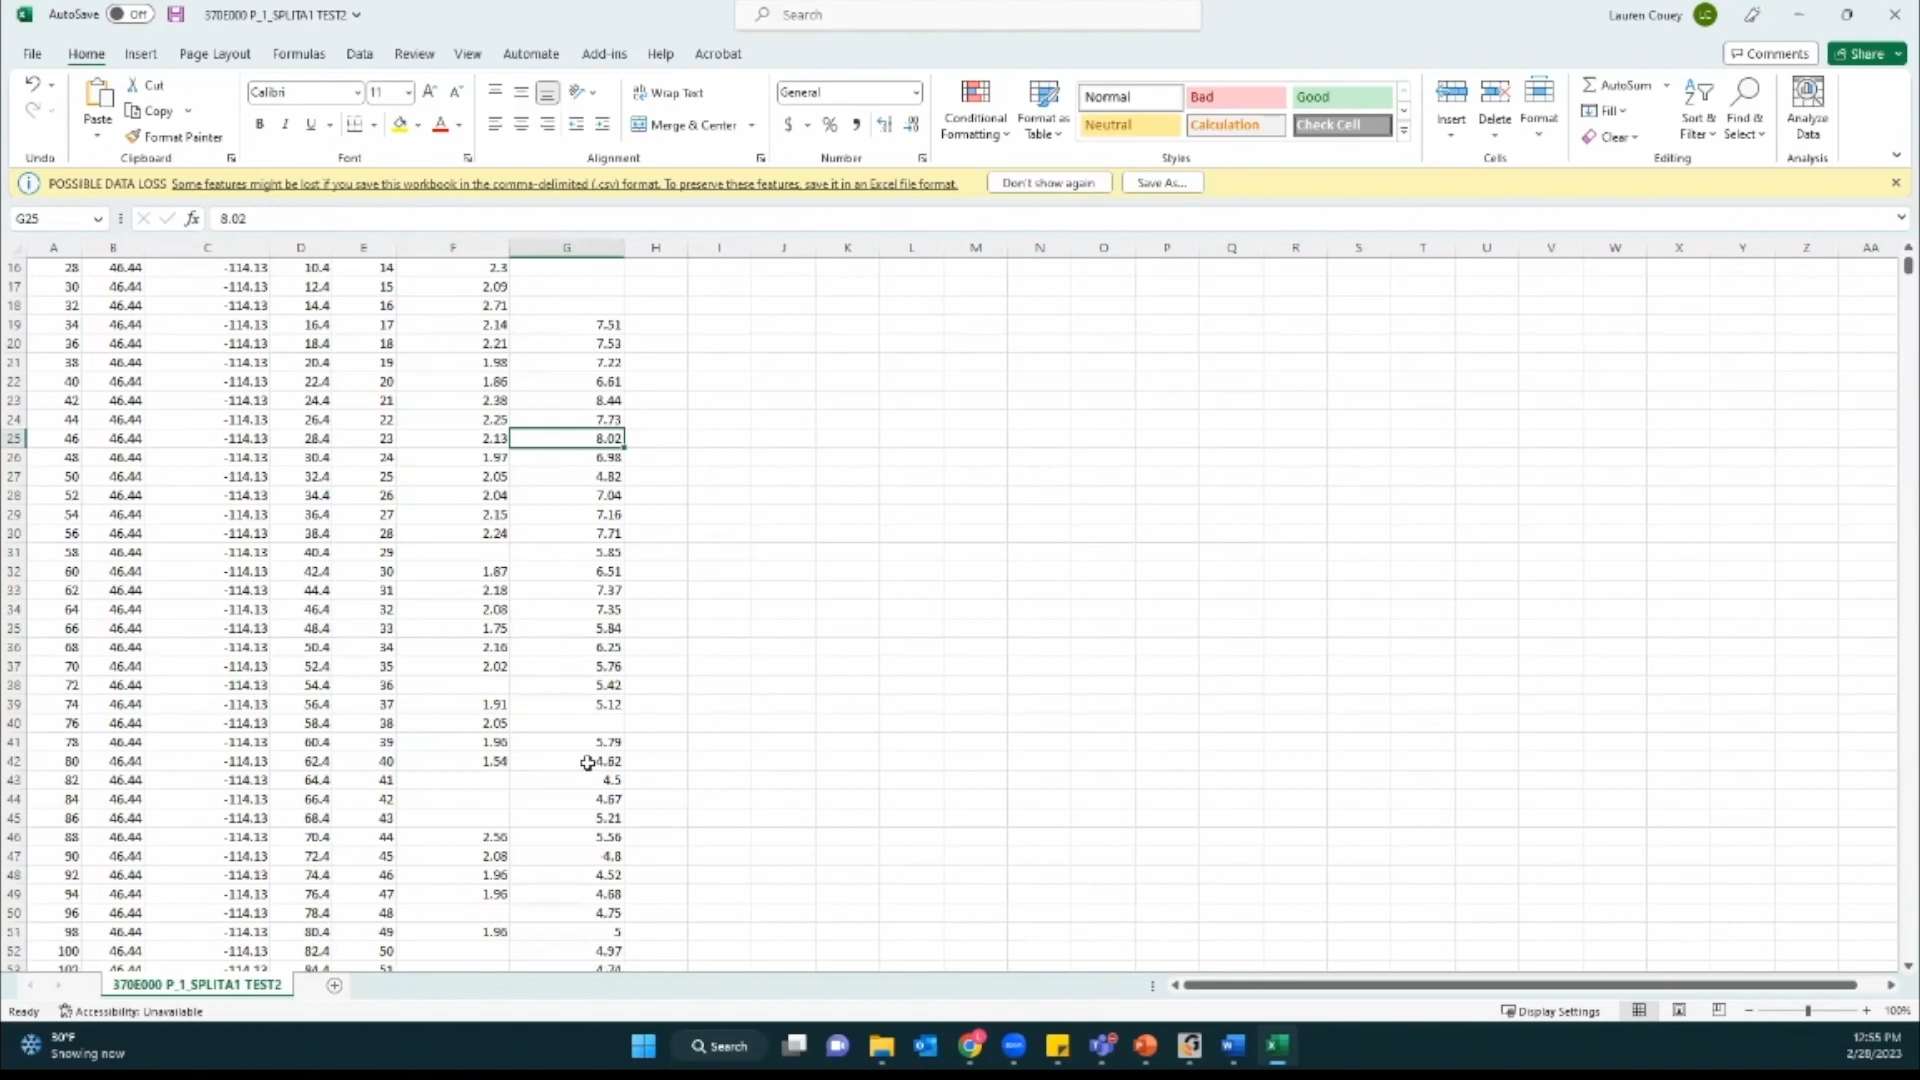 AutoSave Off 370E000 P_1_SPLITA1 TEST2 Search Lauren Couey LC
File Home Insert Page Layout Formulas Data Review View Automate Add-ins Help Acrobat Comments Share
Cut
Copy
Format Painter
Paste
Undo Clipboard
Calibri 11
B I U A
Font
Wrap Text
Merge & Center
Alignment
General
$ % ,
Number
Conditional Formatting
Format as Table
Normal Bad Good
Neutral Calculation Check Cell
Styles
Insert Delete Format
Cells
AutoSum
Fill
Clear
Sort & Filter
Find & Select
Editing
Analyze Data
Analysis
POSSIBLE DATA LOSS Some features might be lost if you save this workbook in the comma-delimited (.csv) format. To preserve these features, save it in an Excel file format. Don't show again Save As...
G25 fx 8.02
A B C D E F G H I J K L M N O P Q R S T U V W X Y Z AA
16 28 46.44 -114.13 10.4 14 2.3
17 30 46.44 -114.13 12.4 15 2.09
18 32 46.44 -114.13 14.4 16 2.71
19 34 46.44 -114.13 16.4 17 2.14 7.51
20 36 46.44 -114.13 18.4 18 2.21 7.53
21 38 46.44 -114.13 20.4 19 1.98 7.22
22 40 46.44 -114.13 22.4 20 1.86 6.61
23 42 46.44 -114.13 24.4 21 2.38 8.44
24 44 46.44 -114.13 26.4 22 2.25 7.73
25 46 46.44 -114.13 28.4 23 2.13 8.02
26 48 46.44 -114.13 30.4 24 1.97 6.98
27 50 46.44 -114.13 32.4 25 2.05 4.82
28 52 46.44 -114.13 34.4 26 2.04 7.04
29 54 46.44 -114.13 36.4 27 2.15 7.16
30 56 46.44 -114.13 38.4 28 2.24 7.71
31 58 46.44 -114.13 40.4 29 5.85
32 60 46.44 -114.13 42.4 30 1.87 6.51
33 62 46.44 -114.13 44.4 31 2.18 7.37
34 64 46.44 -114.13 46.4 32 2.08 7.35
35 66 46.44 -114.13 48.4 33 1.75 5.84
36 68 46.44 -114.13 50.4 34 2.16 6.25
37 70 46.44 -114.13 52.4 35 2.02 5.76
38 72 46.44 -114.13 54.4 36 5.42
39 74 46.44 -114.13 56.4 37 1.91 5.12
40 76 46.44 -114.13 58.4 38 2.05
41 78 46.44 -114.13 60.4 39 1.96 5.79
42 80 46.44 -114.13 62.4 40 1.54 4.62
43 82 46.44 -114.13 64.4 41 4.5
44 84 46.44 -114.13 66.4 42 4.67
45 86 46.44 -114.13 68.4 43 5.21
46 88 46.44 -114.13 70.4 44 2.56 5.56
47 90 46.44 -114.13 72.4 45 2.08 4.8
48 92 46.44 -114.13 74.4 46 1.96 4.52
49 94 46.44 -114.13 76.4 47 1.96 4.68
50 96 46.44 -114.13 78.4 48 4.75
51 98 46.44 -114.13 80.4 49 1.96 5
52 100 46.44 -114.13 82.4 50 4.97
53 102 46.44 -114.13 84.4 51 4.74
370E000 P_1_SPLITA1 TEST2
Ready Accessibility: Unavailable Display Settings 100%
30°F
Snowing now
Search
12:55 PM
2/28/2023